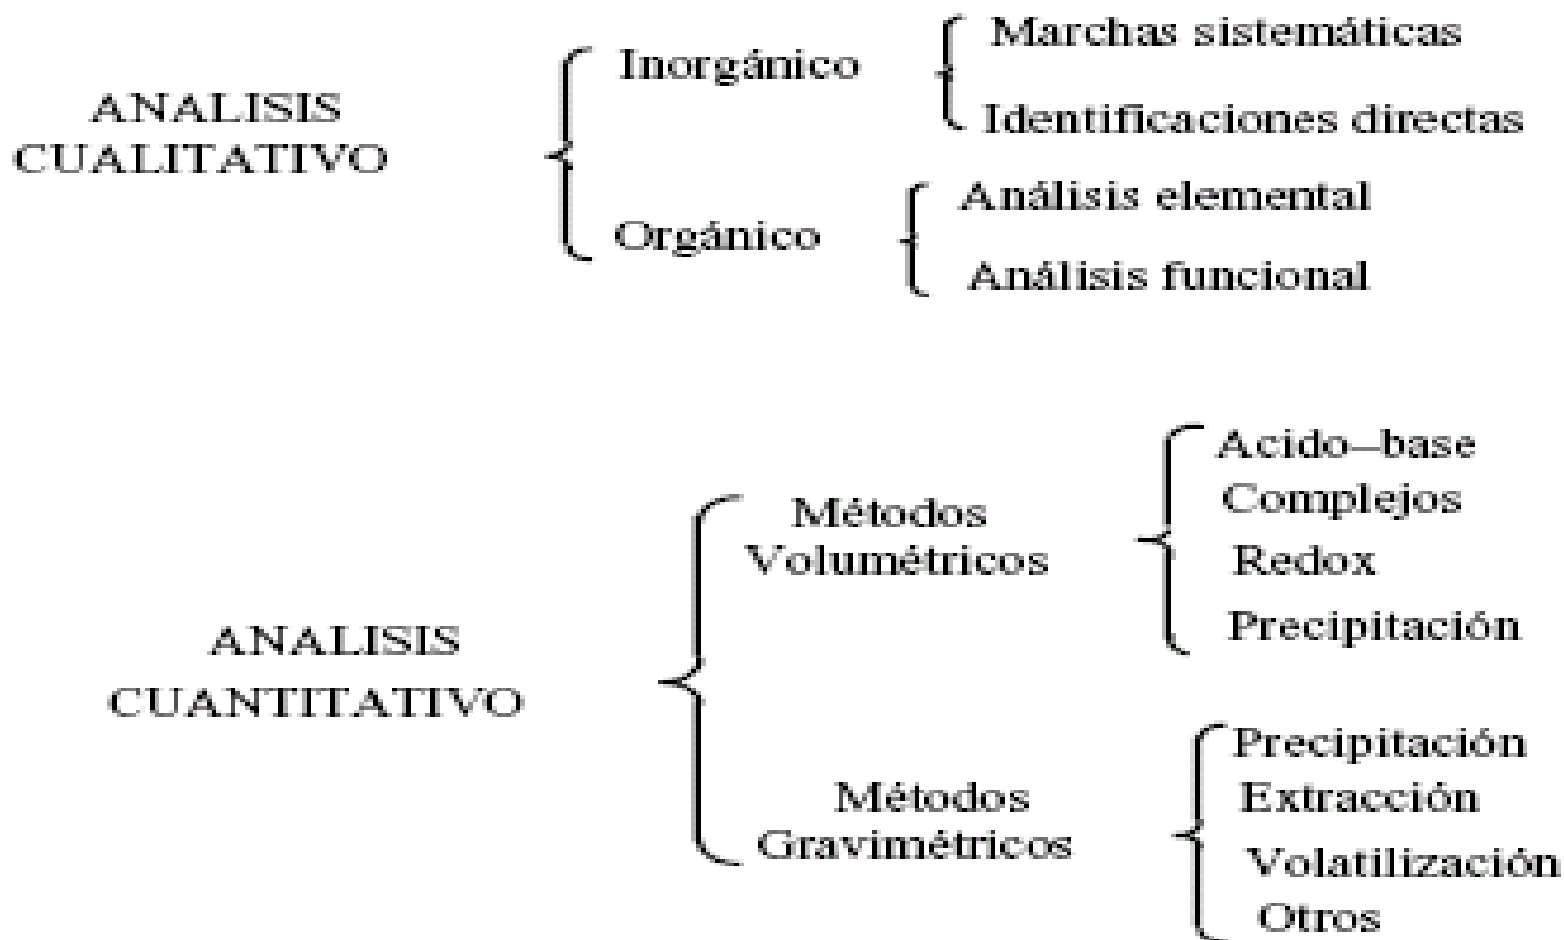 ANALISIS
CUALITATIVO
Inorgánico
Marchas sistemáticas
Identificaciones directas
Orgánico
Análisis elemental
Análisis funcional
ANALISIS
CUANTITATIVO
Métodos
Volumétricos
Acido–base
Complejos
Redox
Precipitación
Métodos
Gravimétricos
Precipitación
Extracción
Volatilización
Otros